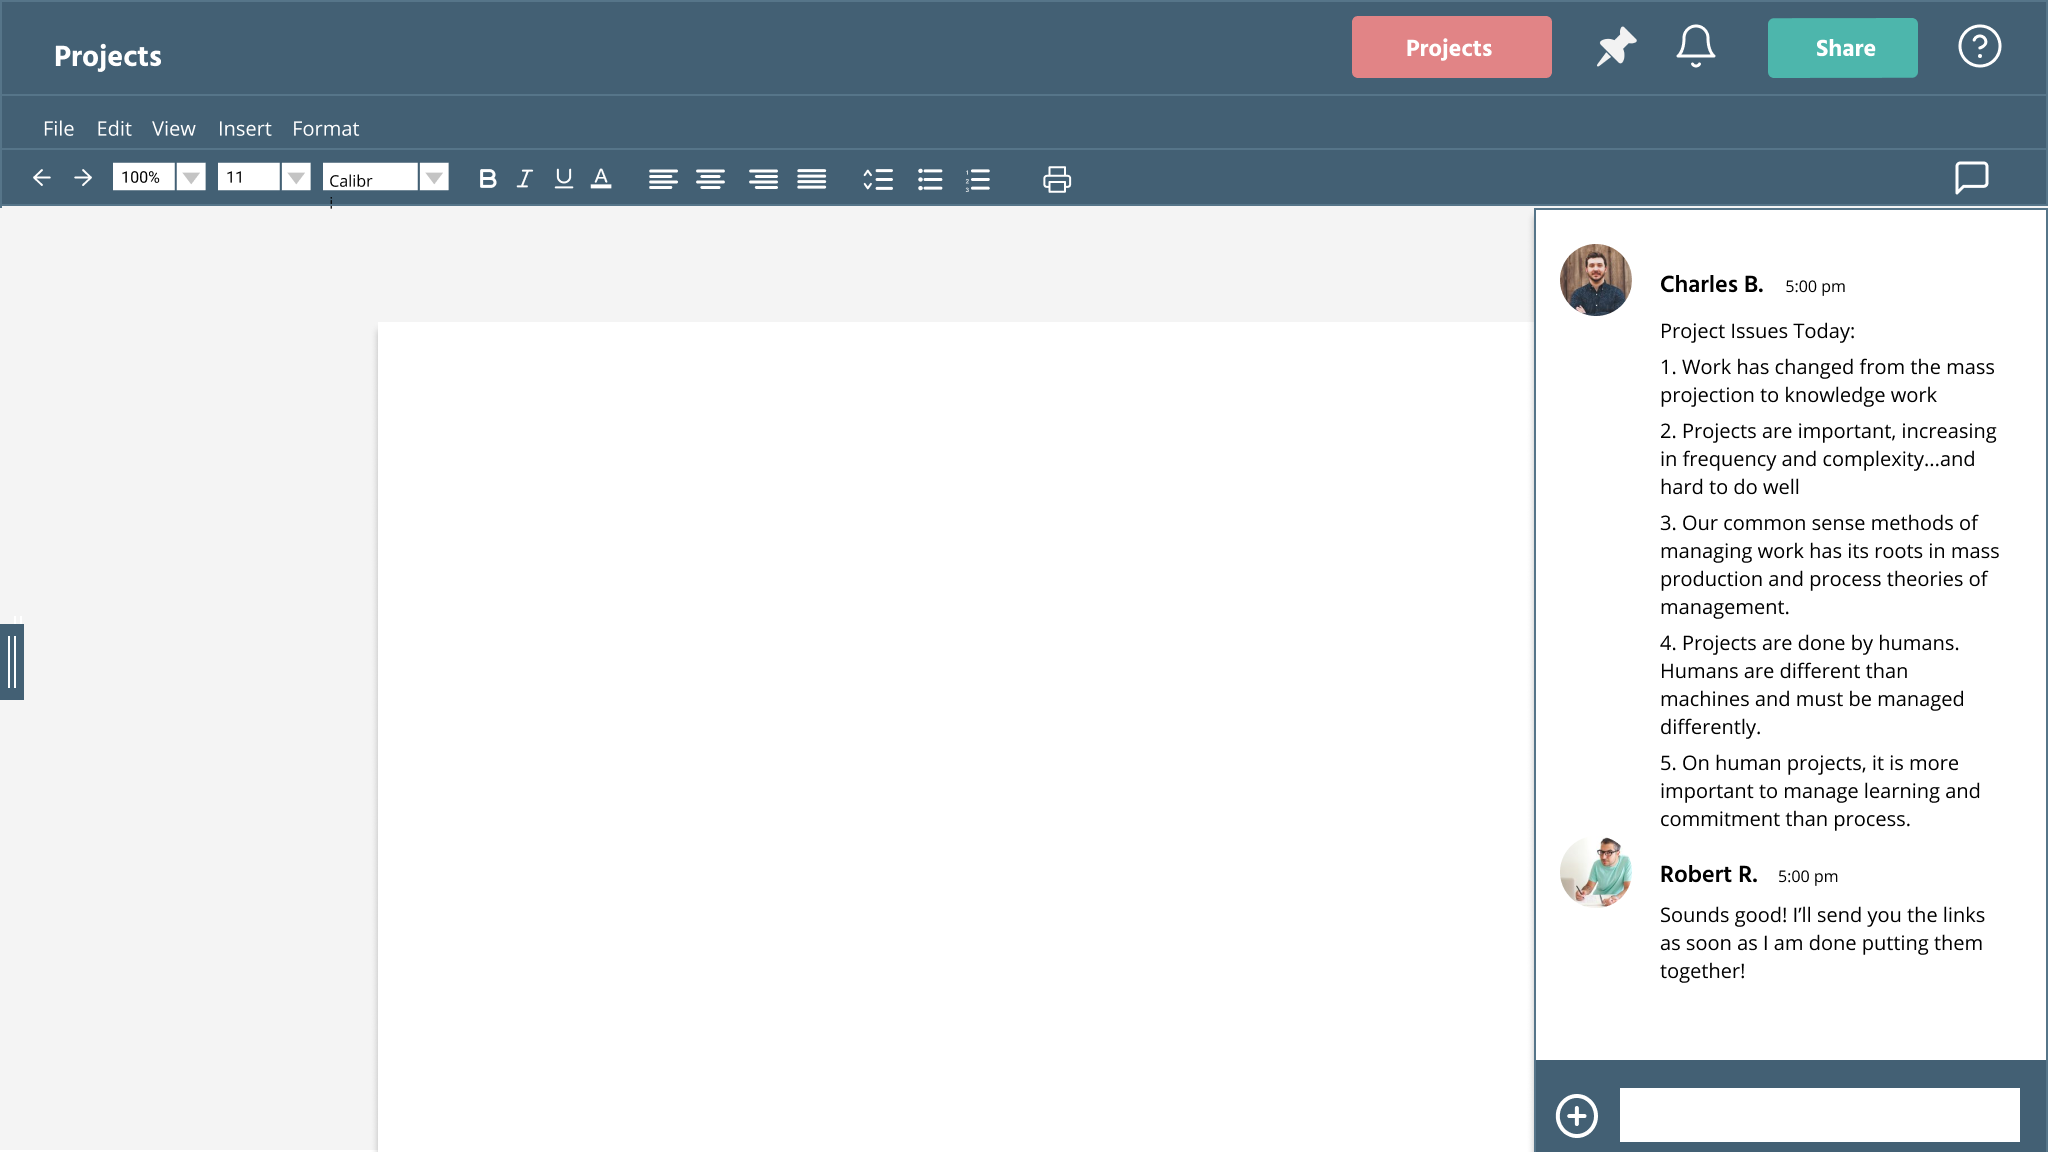 Projects
Projects
Share
File Edit View Insert Format
100%
11
Calibr
i
B I U A
Charles B. 5:00 pm
Project Issues Today:
1. Work has changed from the mass
projection to knowledge work
2. Projects are important, increasing
in frequency and complexity...and
hard to do well
3. Our common sense methods of
managing work has its roots in mass
production and process theories of
management.
4. Projects are done by humans.
Humans are different than
machines and must be managed
differently.
5. On human projects, it is more
important to manage learning and
commitment than process.
Robert R. 5:00 pm
Sounds good! I’ll send you the links
as soon as I am done putting them
together!